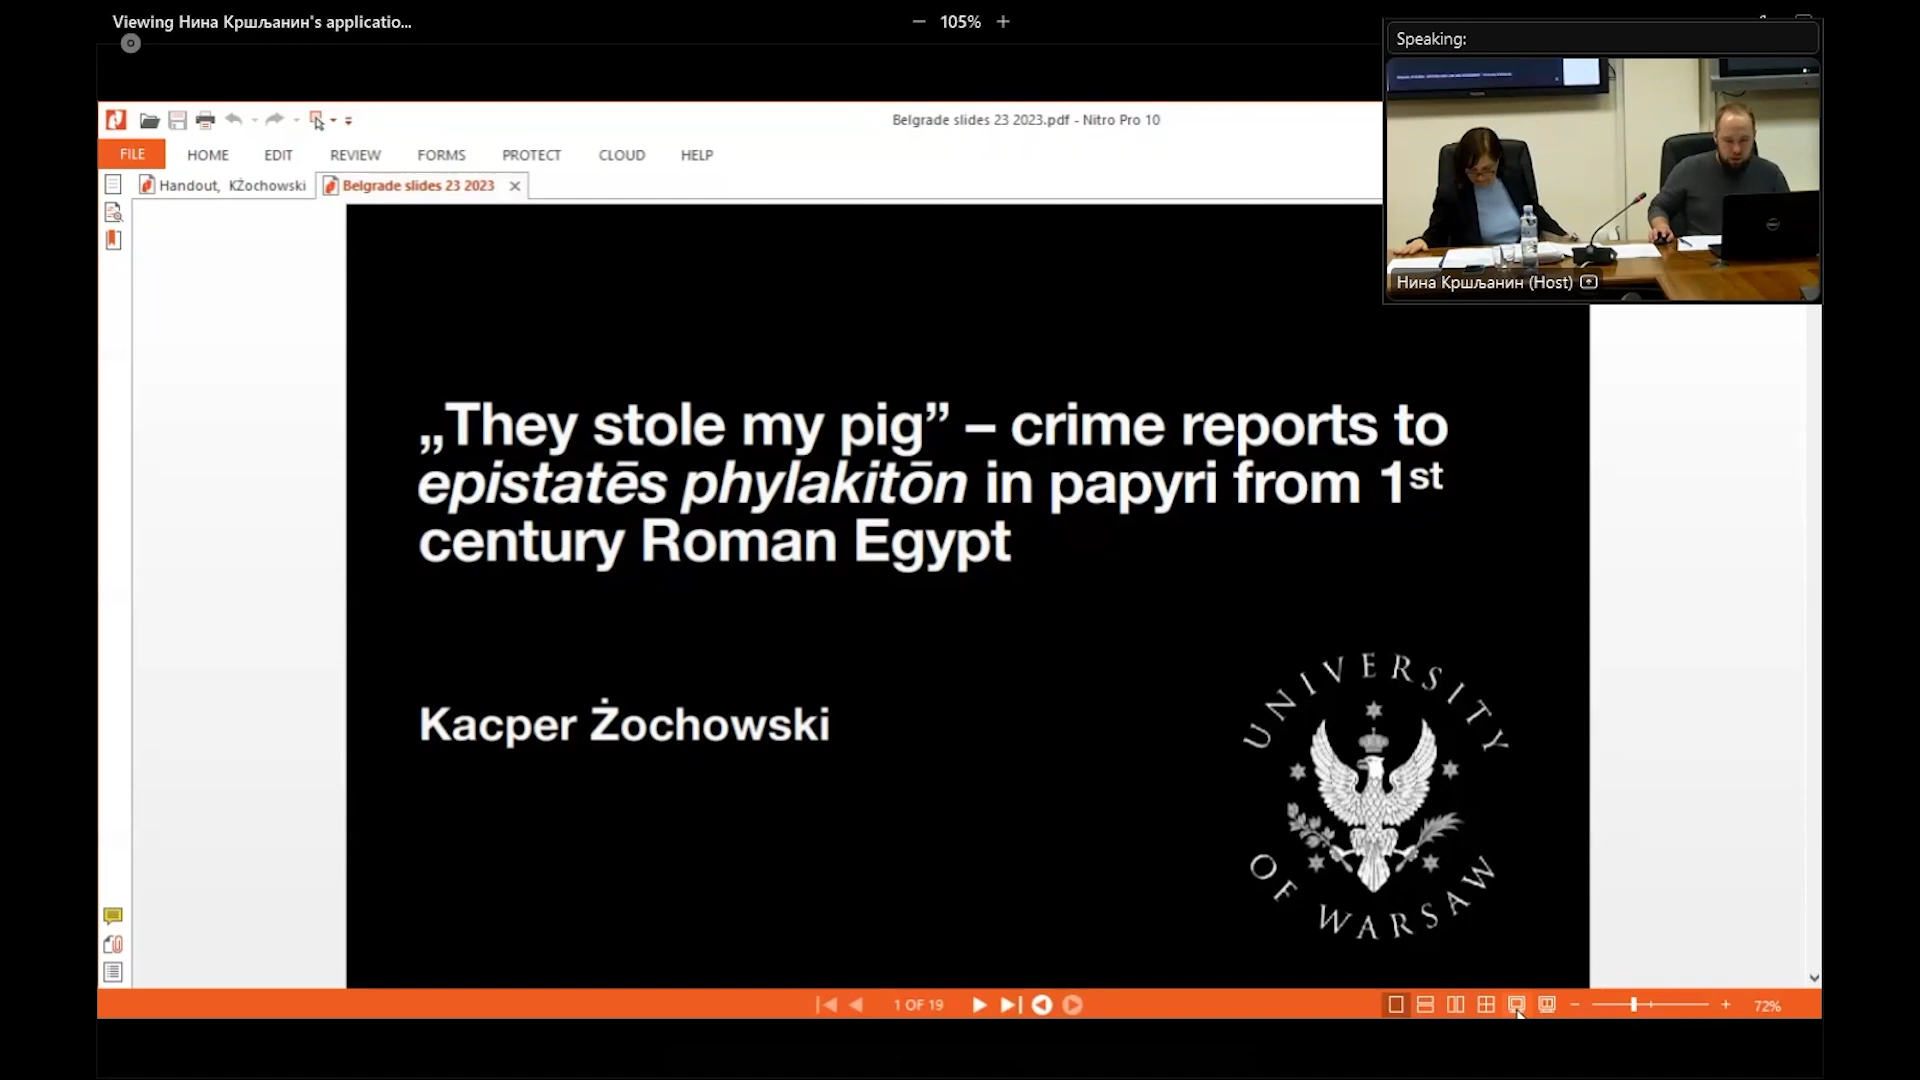 Viewing Нина Кршљанин's applicatio...
105%
Speaking:
Нина Кршљанин (Host)
Belgrade slides 23 2023.pdf - Nitro Pro 10
FILE HOME EDIT REVIEW FORMS PROTECT CLOUD HELP
Handout, KŻochowski
Belgrade slides 23 2023
„They stole my pig” – crime reports to
epistatēs phylakitōn in papyri from 1st
century Roman Egypt
Kacper Żochowski
UNIVERSITY
OF WARSAW
1 OF 19
72%